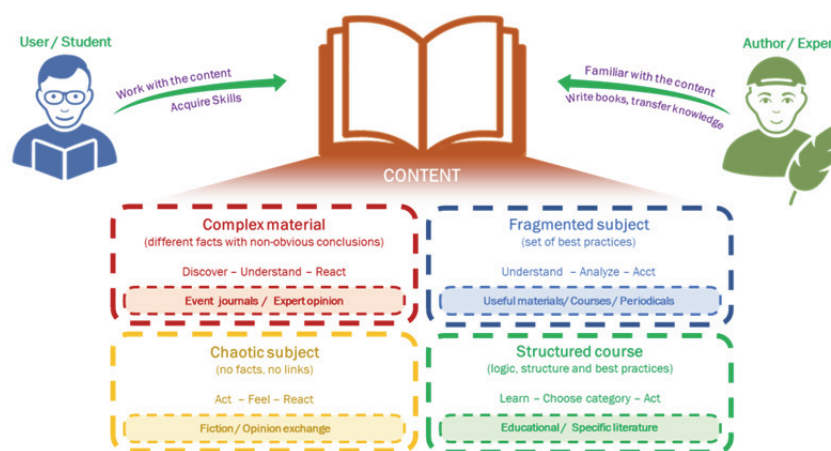 User / Student
Author / Exper
Work with the content
Acquire Skills
Familiar with the content
Write books, transfer knowledge
CONTENT
Complex material
(different facts with non-obvious conclusions)
Discover – Understand – React
Event journals / Expert opinion
Fragmented subject
(set of best practices)
Understand – Analyze – Acct
Useful materials/ Courses/ Periodicals
Chaotic subject
(no facts, no links)
Act – Feel – React
Fiction/ Opinion exchange
Structured course
(logic, structure and best practices)
Learn – Choose category – Act
Educational/ Specific literature